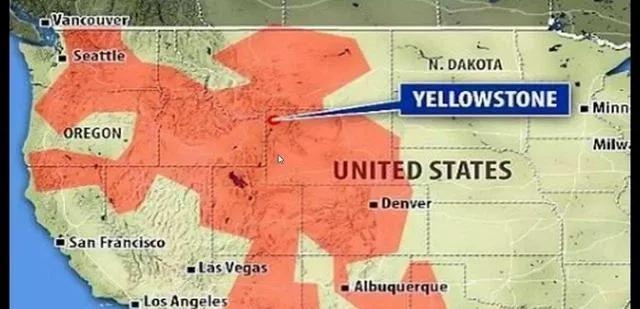 Vancouver
Seattle
N. DAKOTA
YELLOWSTONE
Minn
OREGON
Milw
UNITED STATES
Denver
San Francisco
Las Vegas
Albuquerque
Los Angeles